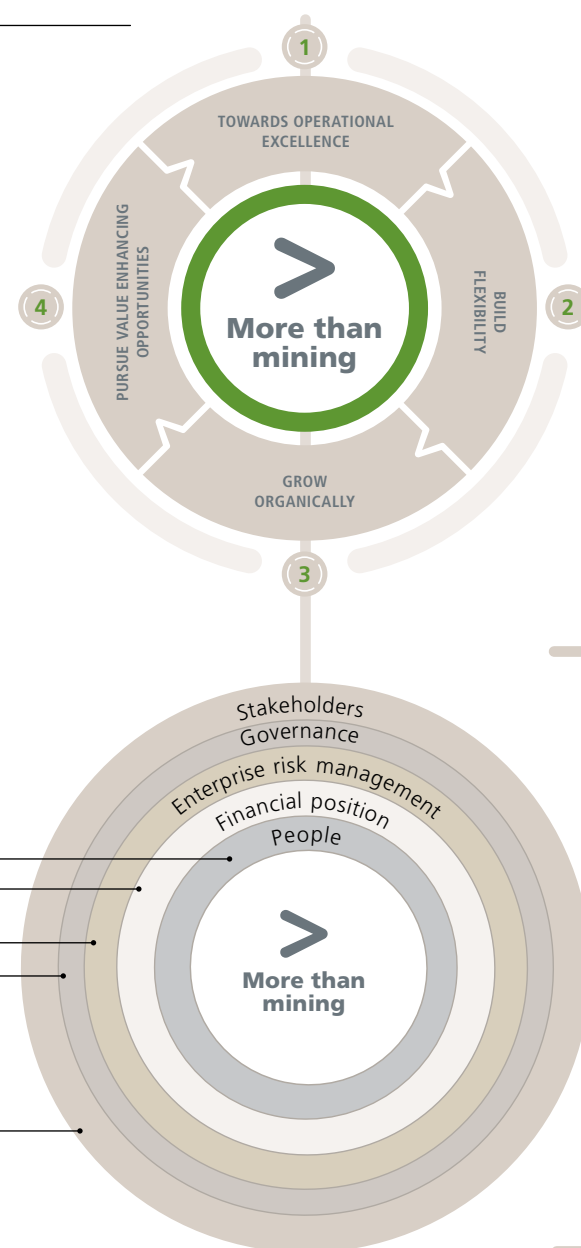 1
TOWARDS OPERATIONAL
EXCELLENCE
2
BUILD
FLEXIBILITY
3
GROW
ORGANICALLY
4
PURSUE VALUE ENHANCING
OPPORTUNITIES
>
More than
mining
Stakeholders
Governance
Enterprise risk management
Financial position
People
>
More than
mining